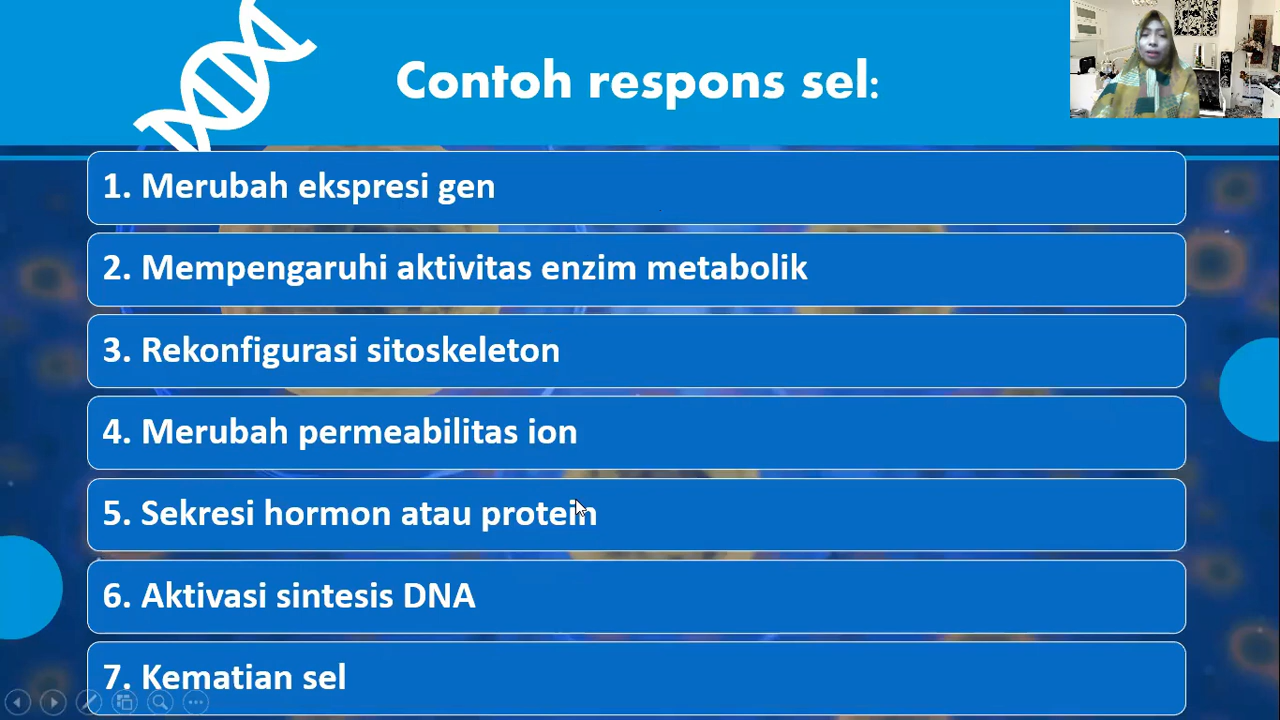 Contoh respons sel:
1. Merubah ekspresi gen
2. Mempengaruhi aktivitas enzim metabolik
3. Rekonfigurasi sitoskeleton
4. Merubah permeabilitas ion
5. Sekresi hormon atau protein
6. Aktivasi sintesis DNA
7. Kematian sel